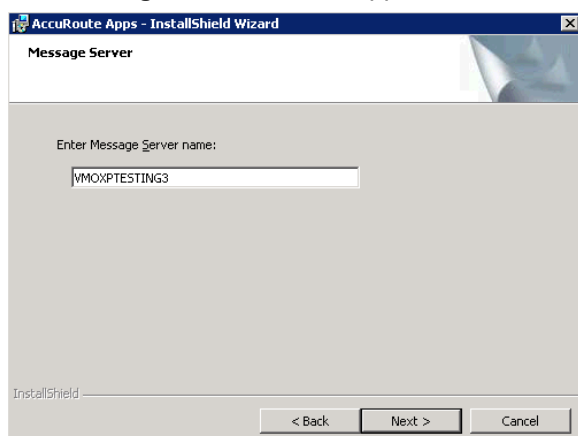 AccuRoute Apps - InstallShield Wizard
Message Server
Enter Message Server name:
VMOXPTESTING3
InstallShield
< Back Next > Cancel